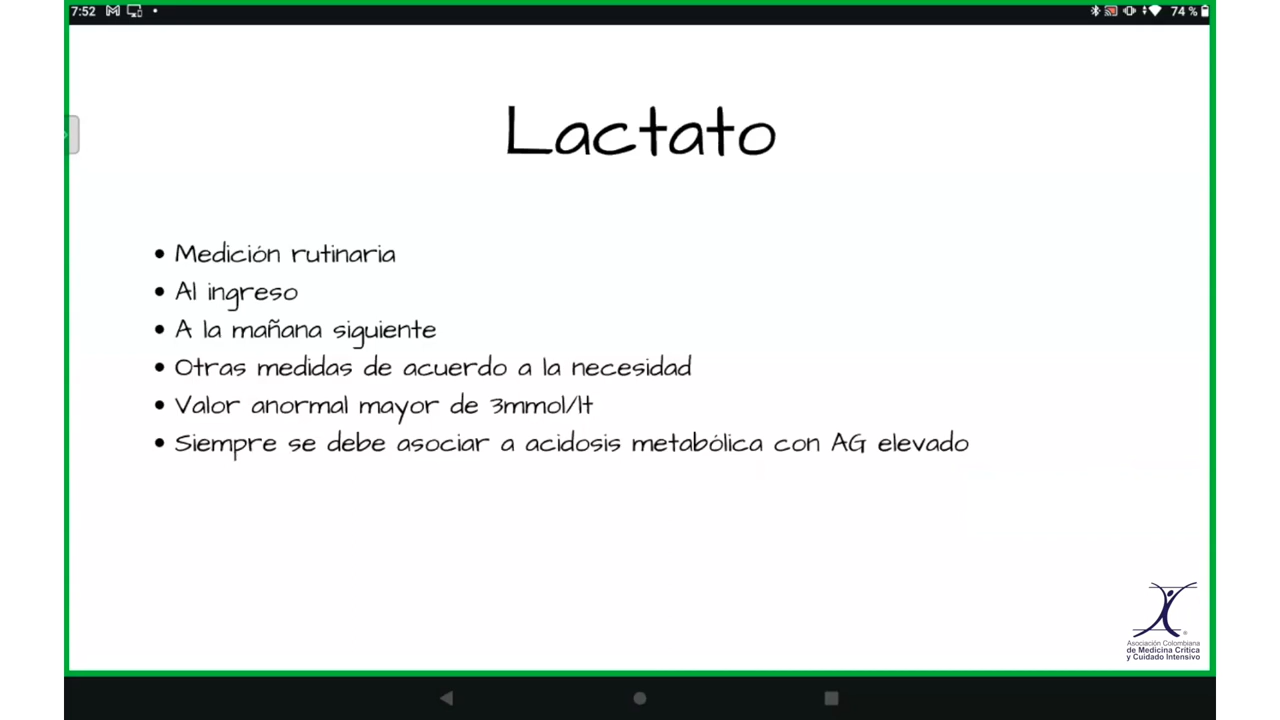 7:52
74 %
Lactato
• Medición rutinaria
• Al ingreso
• A la mañana siguiente
• Otras medidas de acuerdo a la necesidad
• Valor anormal mayor de 3mmol/lt
• Siempre se debe asociar a acidosis metabólica con AG elevado
Asociación Colombiana
de Medicina Crítica
y Cuidado Intensivo